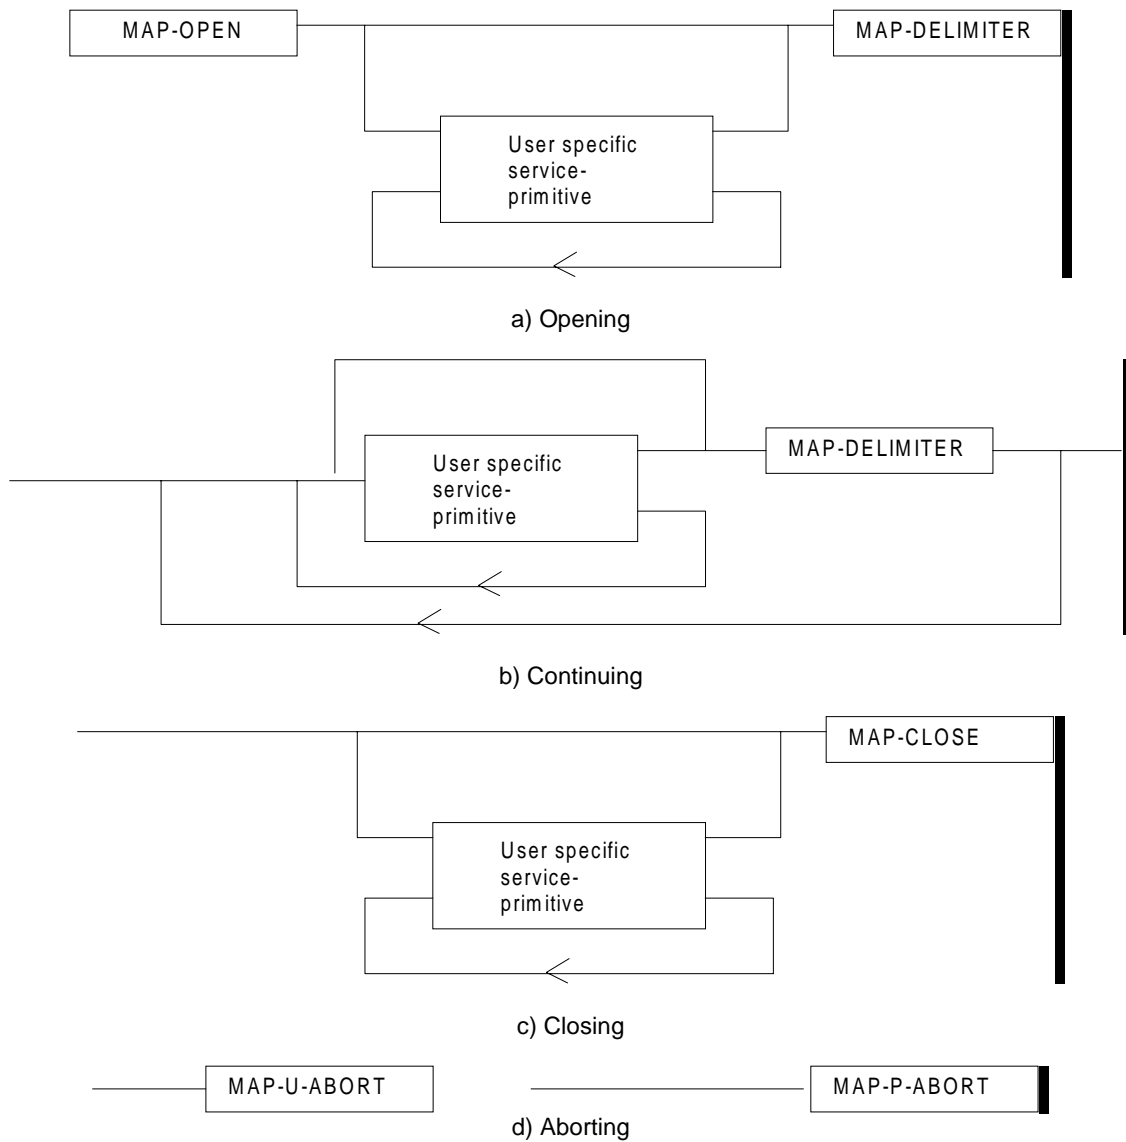 MAP-OPEN
MAP-DELIMITER
User specific
service-
primitive
a) Opening
User specific
service-
primitive
MAP-DELIMITER
b) Continuing
MAP-CLOSE
User specific
service-
primitive
c) Closing
MAP-U-ABORT
MAP-P-ABORT
d) Aborting